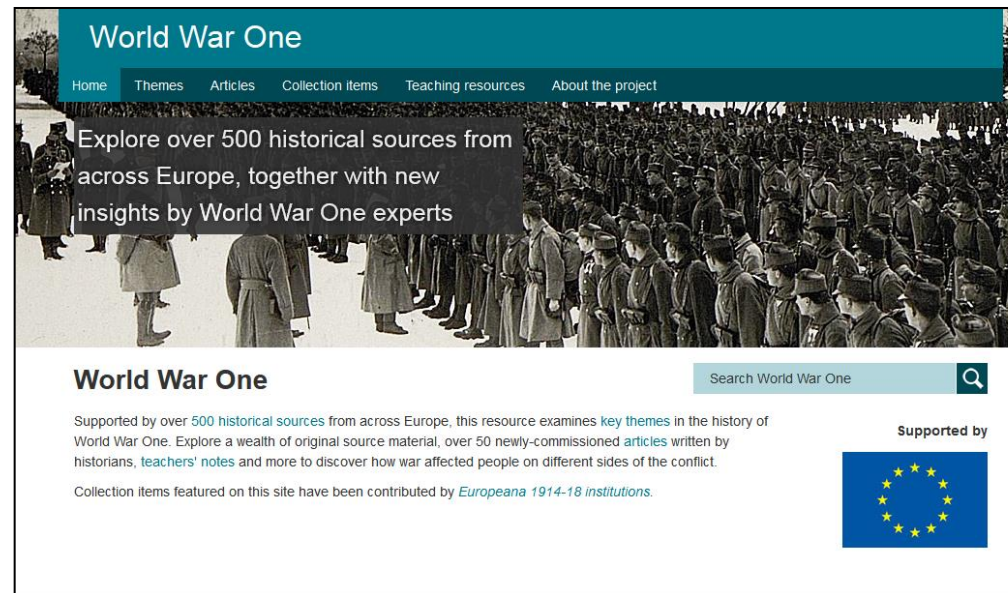 World War One
Home Themes Articles Collection items Teaching resources About the project
Explore over 500 historical sources from
across Europe, together with new
insights by World War One experts
World War One
Search World War One
Supported by over 500 historical sources from across Europe, this resource examines key themes in the history of
World War One. Explore a wealth of original source material, over 50 newly-commissioned articles written by
historians, teachers' notes and more to discover how war affected people on different sides of the conflict.
Collection items featured on this site have been contributed by Europeana 1914-18 institutions.
Supported by